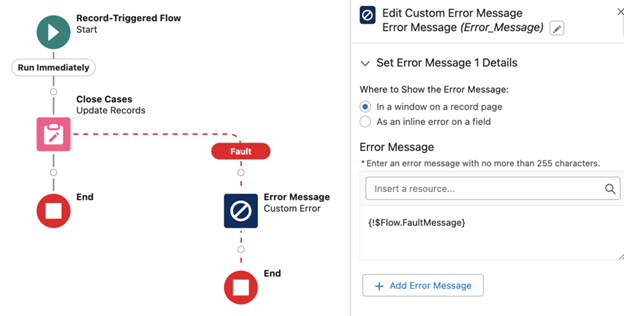 Record-Triggered Flow
Start
Run Immediately
Close Cases
Update Records
Fault
End
Error Message
Custom Error
End
Edit Custom Error Message
Error Message (Error_Message)
Set Error Message 1 Details
Where to Show the Error Message:
In a window on a record page
As an inline error on a field
Error Message
* Enter an error message with no more than 255 characters.
Insert a resource...
{!$Flow.FaultMessage}
+ Add Error Message